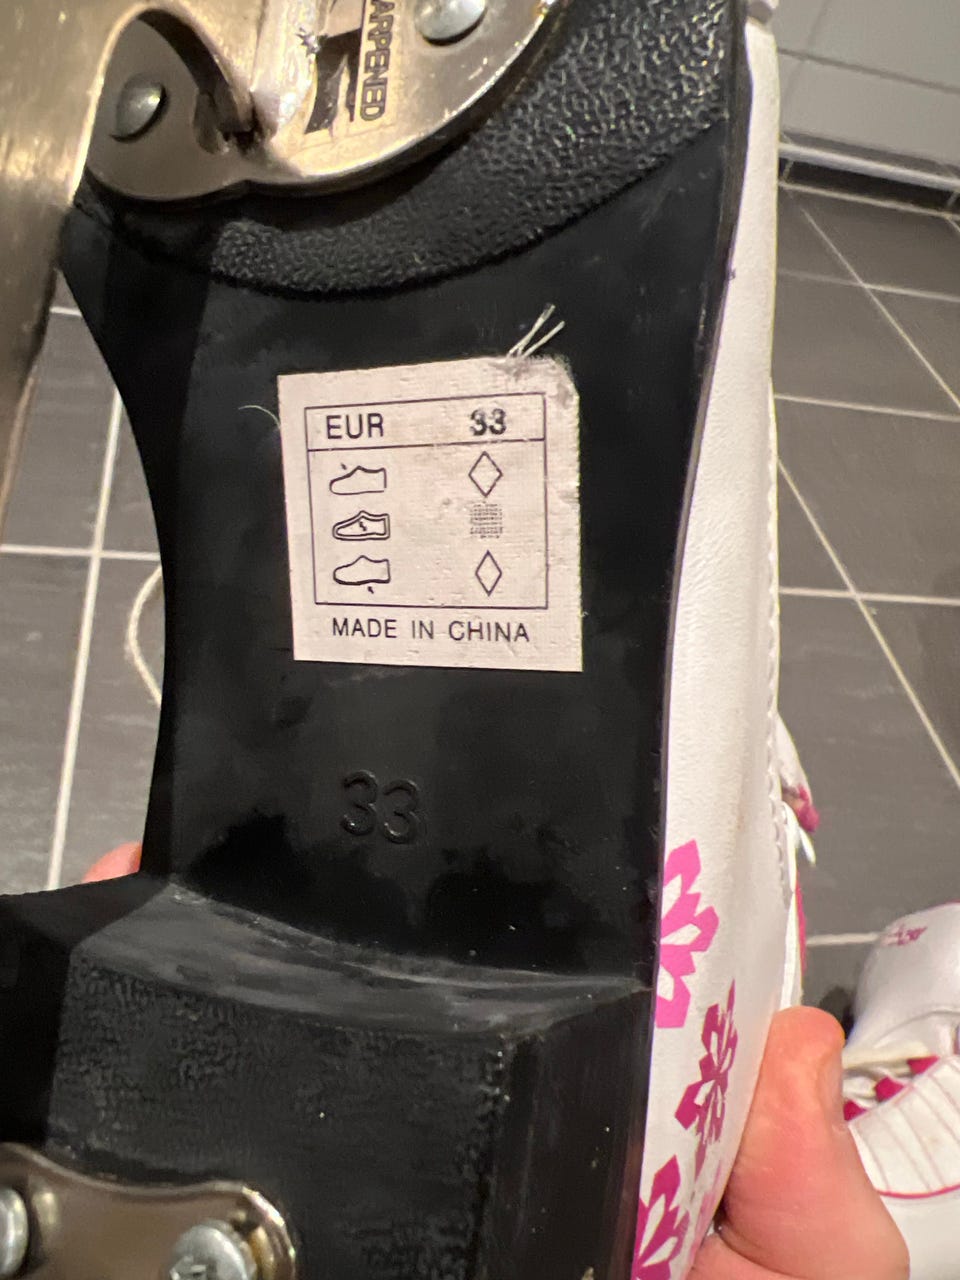 ARPENED
EUR 33
MADE IN CHINA
33